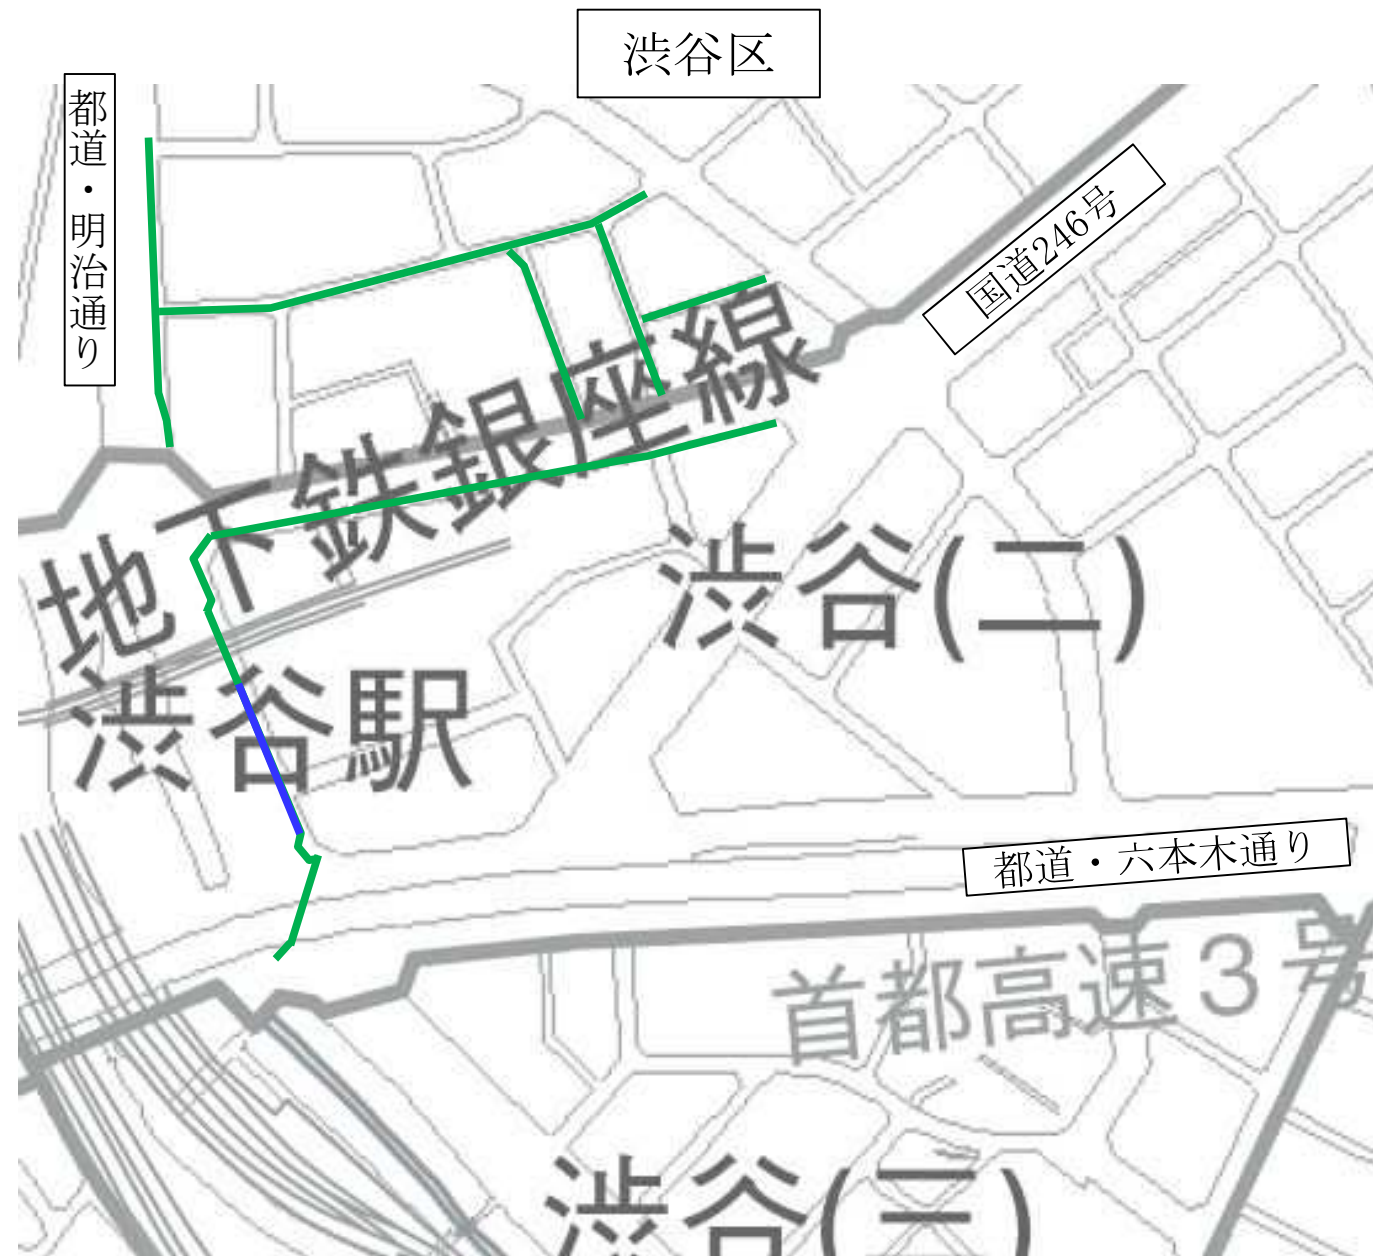 渋谷区
都道・明治通り
国道246号
地下鉄銀座線
渋谷(二)
渋谷駅
都道・六本木通り
首都高速3号
渋谷(三)